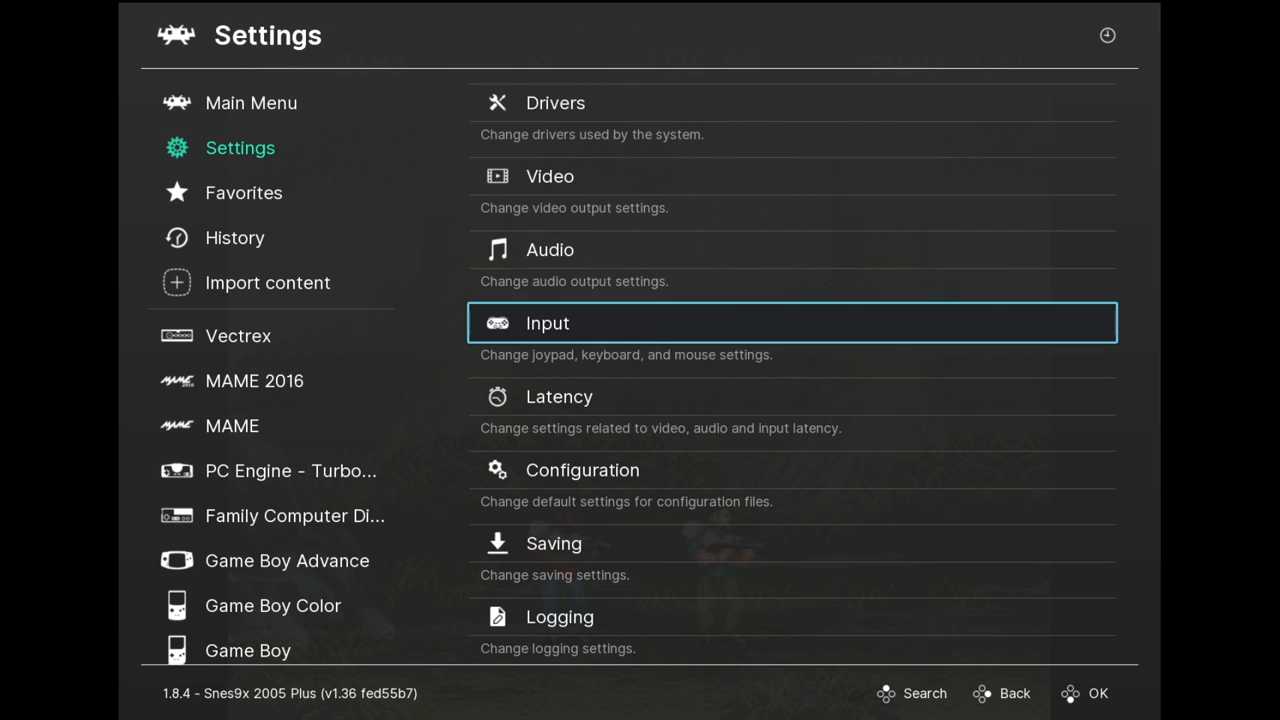 Settings
Main Menu
Settings
Favorites
History
Import content
Vectrex
MAME 2016
MAME
PC Engine - Turbo...
Family Computer Di...
Game Boy Advance
Game Boy Color
Game Boy
Drivers
Change drivers used by the system.
Video
Change video output settings.
Audio
Change audio output settings.
Input
Change joypad, keyboard, and mouse settings.
Latency
Change settings related to video, audio and input latency.
Configuration
Change default settings for configuration files.
Saving
Change saving settings.
Logging
Change logging settings.
1.8.4 - Snes9x 2005 Plus (v1.36 fed55b7)
Search
Back
OK